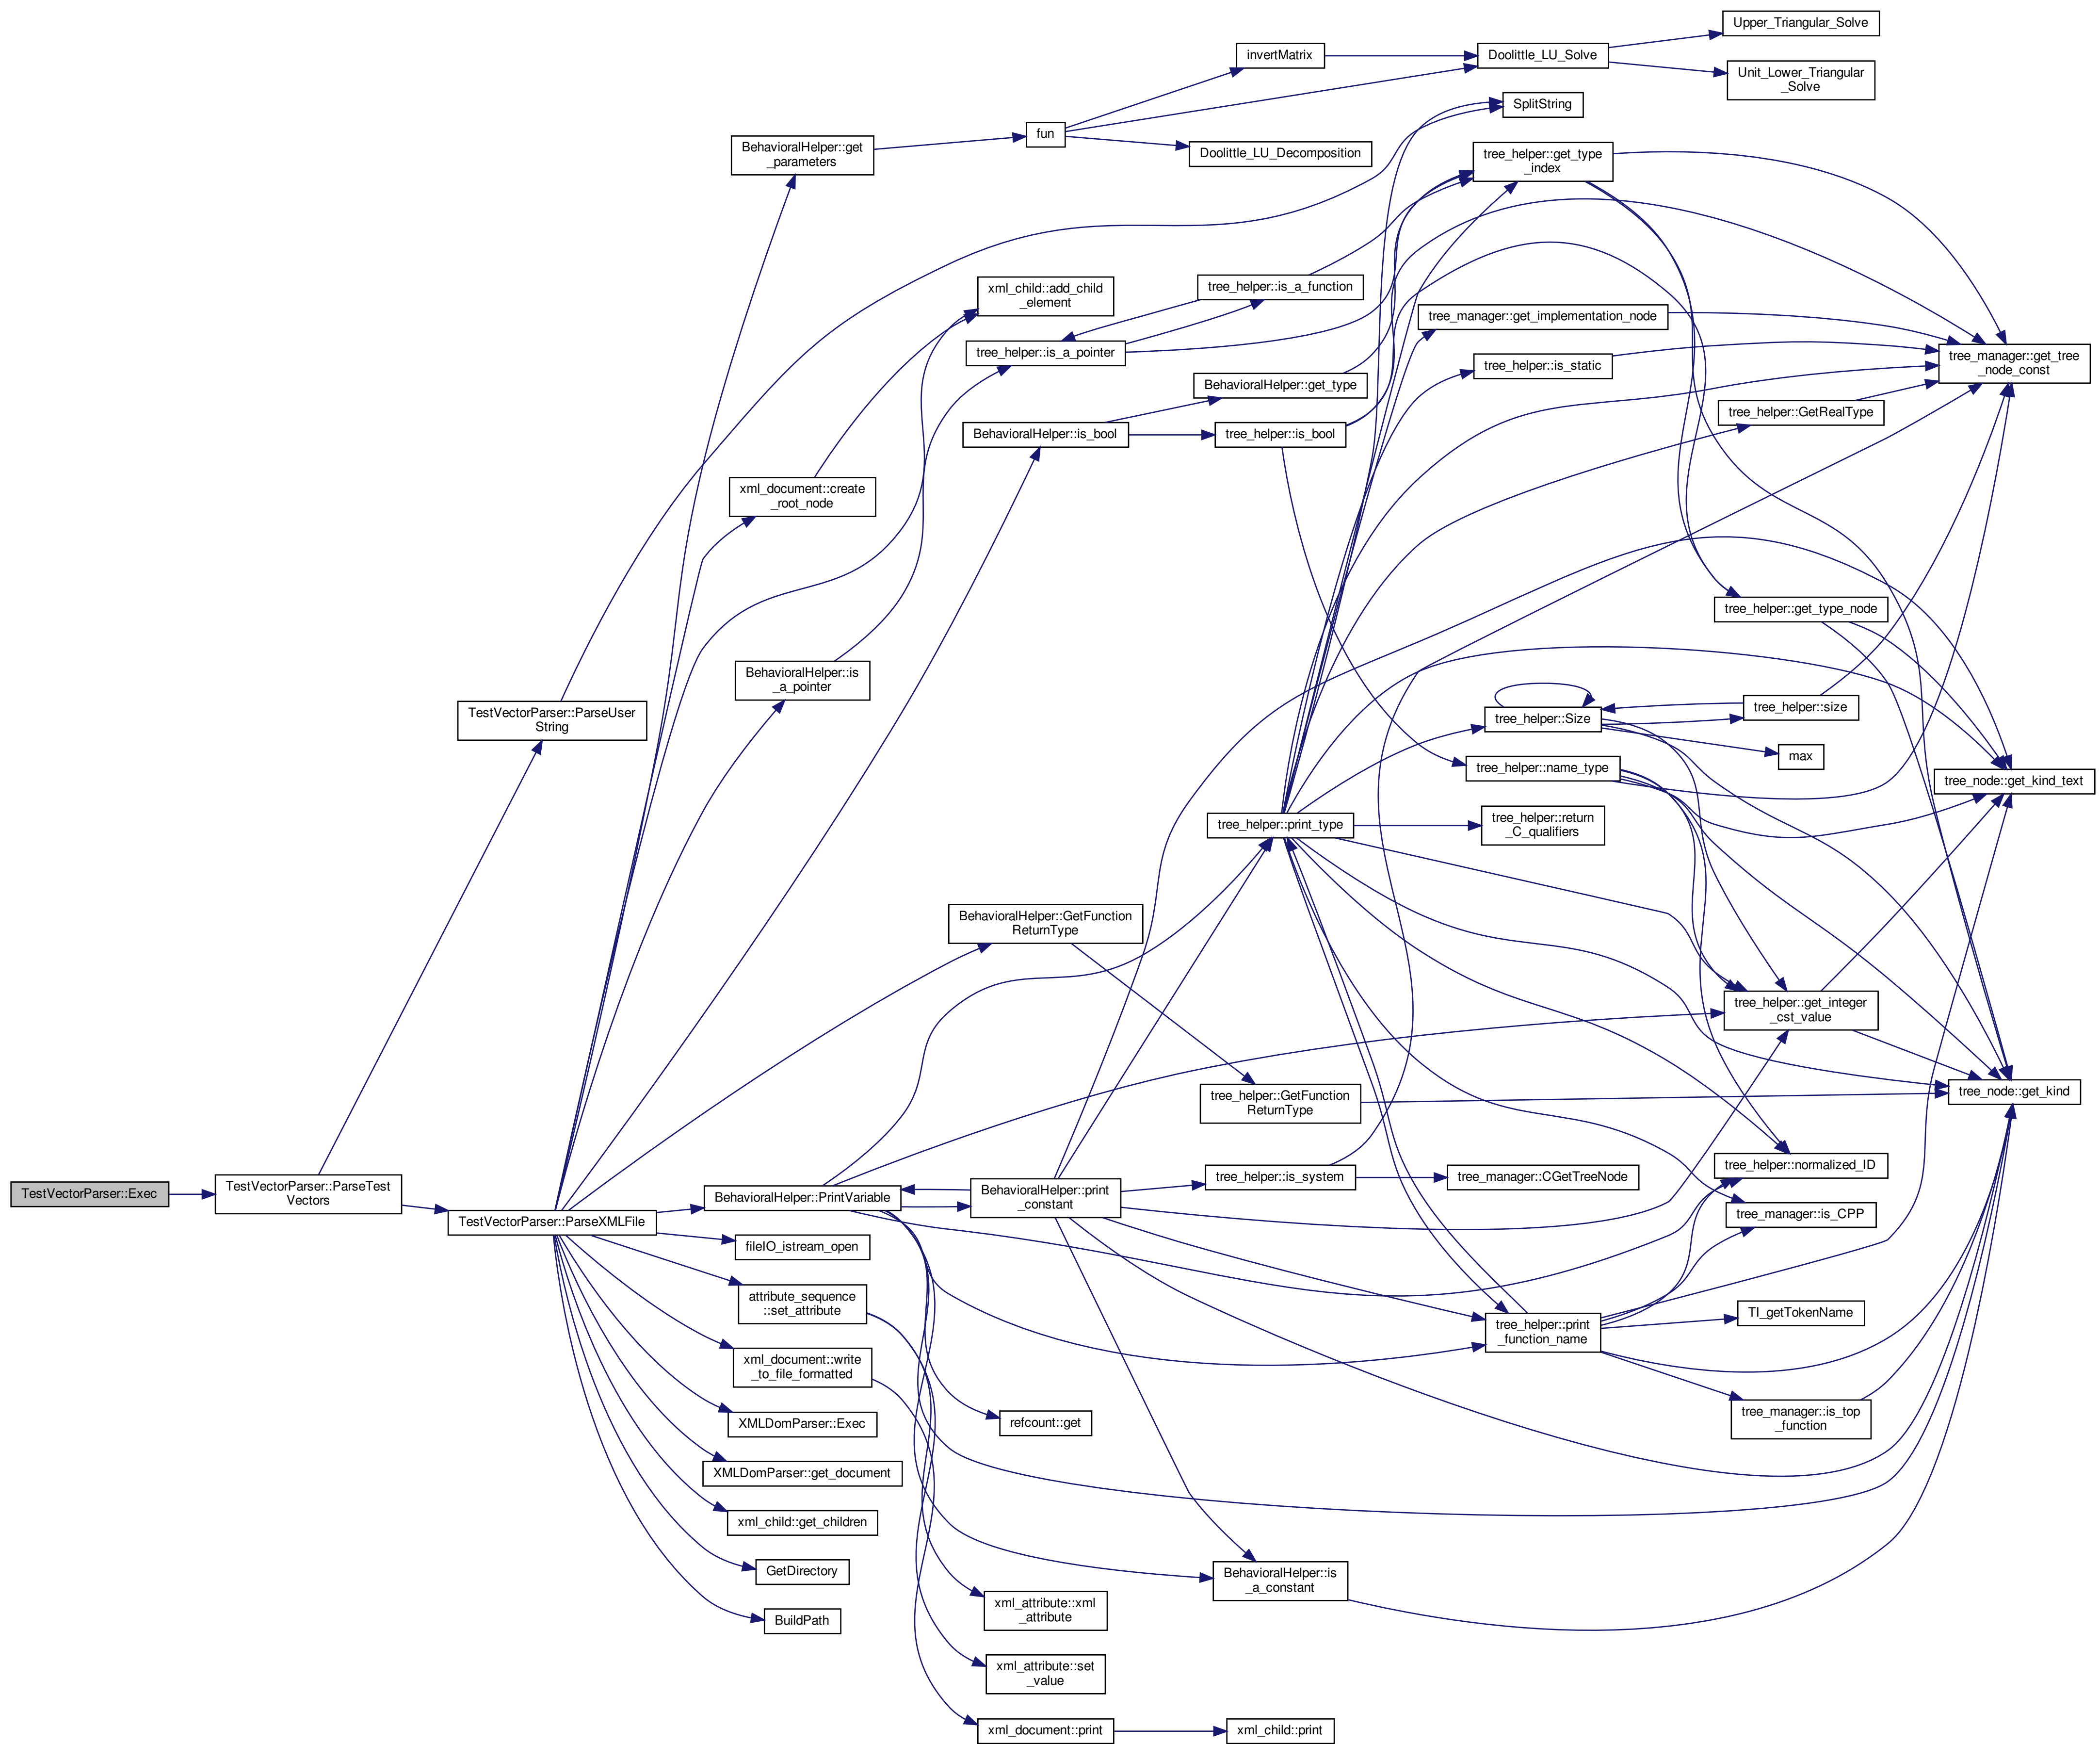 Upper_Triangular_Solve
invertMatrix
Doolittle_LU_Solve
Unit_Lower_Triangular
_Solve
SplitString
fun
BehavioralHelper::get
_parameters
Doolittle_LU_Decomposition
tree_helper::get_type
_index
xml_child::add_child
_element
tree_helper::is_a_function
tree_manager::get_implementation_node
tree_helper::is_a_pointer
tree_helper::is_static
tree_manager::get_tree
_node_const
BehavioralHelper::get_type
tree_helper::GetRealType
BehavioralHelper::is_bool
tree_helper::is_bool
xml_document::create
_root_node
tree_helper::get_type_node
BehavioralHelper::is
_a_pointer
TestVectorParser::ParseUser
String
tree_helper::Size
tree_helper::size
max
tree_helper::name_type
tree_node::get_kind_text
tree_helper::print_type
tree_helper::return
_C_qualifiers
BehavioralHelper::GetFunction
ReturnType
tree_helper::get_integer
_cst_value
tree_helper::GetFunction
ReturnType
tree_node::get_kind
tree_helper::normalized_ID
TestVectorParser::Exec
TestVectorParser::ParseTest
Vectors
TestVectorParser::ParseXMLFile
BehavioralHelper::PrintVariable
BehavioralHelper::print
_constant
tree_helper::is_system
tree_manager::CGetTreeNode
tree_manager::is_CPP
fileIO_istream_open
attribute_sequence
::set_attribute
tree_helper::print
_function_name
TI_getTokenName
xml_document::write
_to_file_formatted
XMLDomParser::Exec
refcount::get
tree_manager::is_top
_function
XMLDomParser::get_document
xml_child::get_children
GetDirectory
BehavioralHelper::is
_a_constant
BuildPath
xml_attribute::xml
_attribute
xml_attribute::set
_value
xml_document::print
xml_child::print